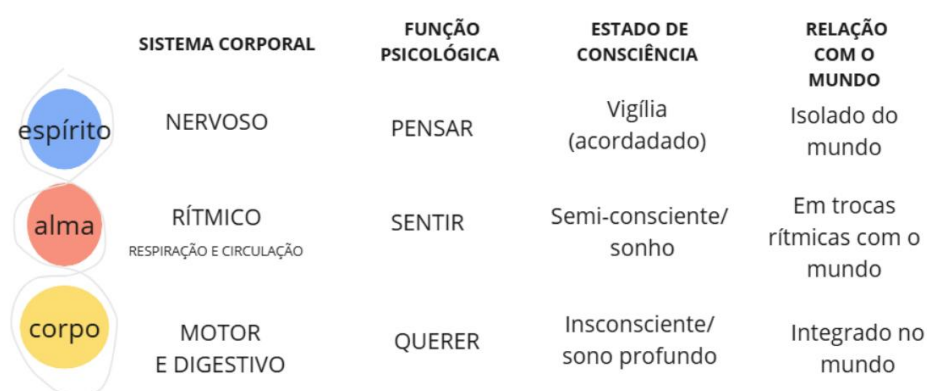 SISTEMA CORPORAL
FUNÇÃO
PSICOLÓGICA
ESTADO DE
CONSCIÊNCIA
RELAÇÃO
COM O
MUNDO
espírito
NERVOSO
PENSAR
Vigília
(acordadado)
Isolado do
mundo
alma
RÍTMICO
RESPIRAÇÃO E CIRCULAÇÃO
SENTIR
Semi-consciente/
sonho
Em trocas
rítmicas com o
mundo
corpo
MOTOR
E DIGESTIVO
QUERER
Insconsciente/
sono profundo
Integrado no
mundo